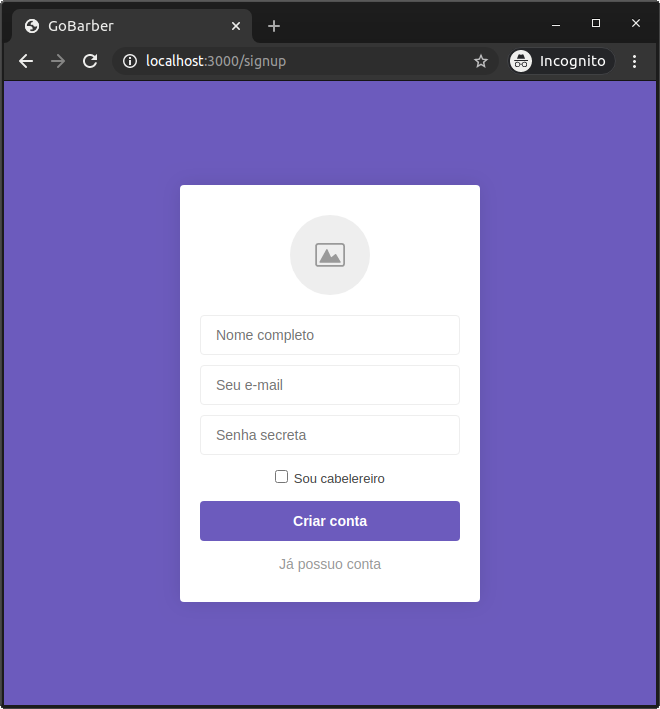 GoBarber
localhost:3000/signup
Incognito
Nome completo
Seu e-mail
Senha secreta
Sou cabelereiro
Criar conta
Já possuo conta